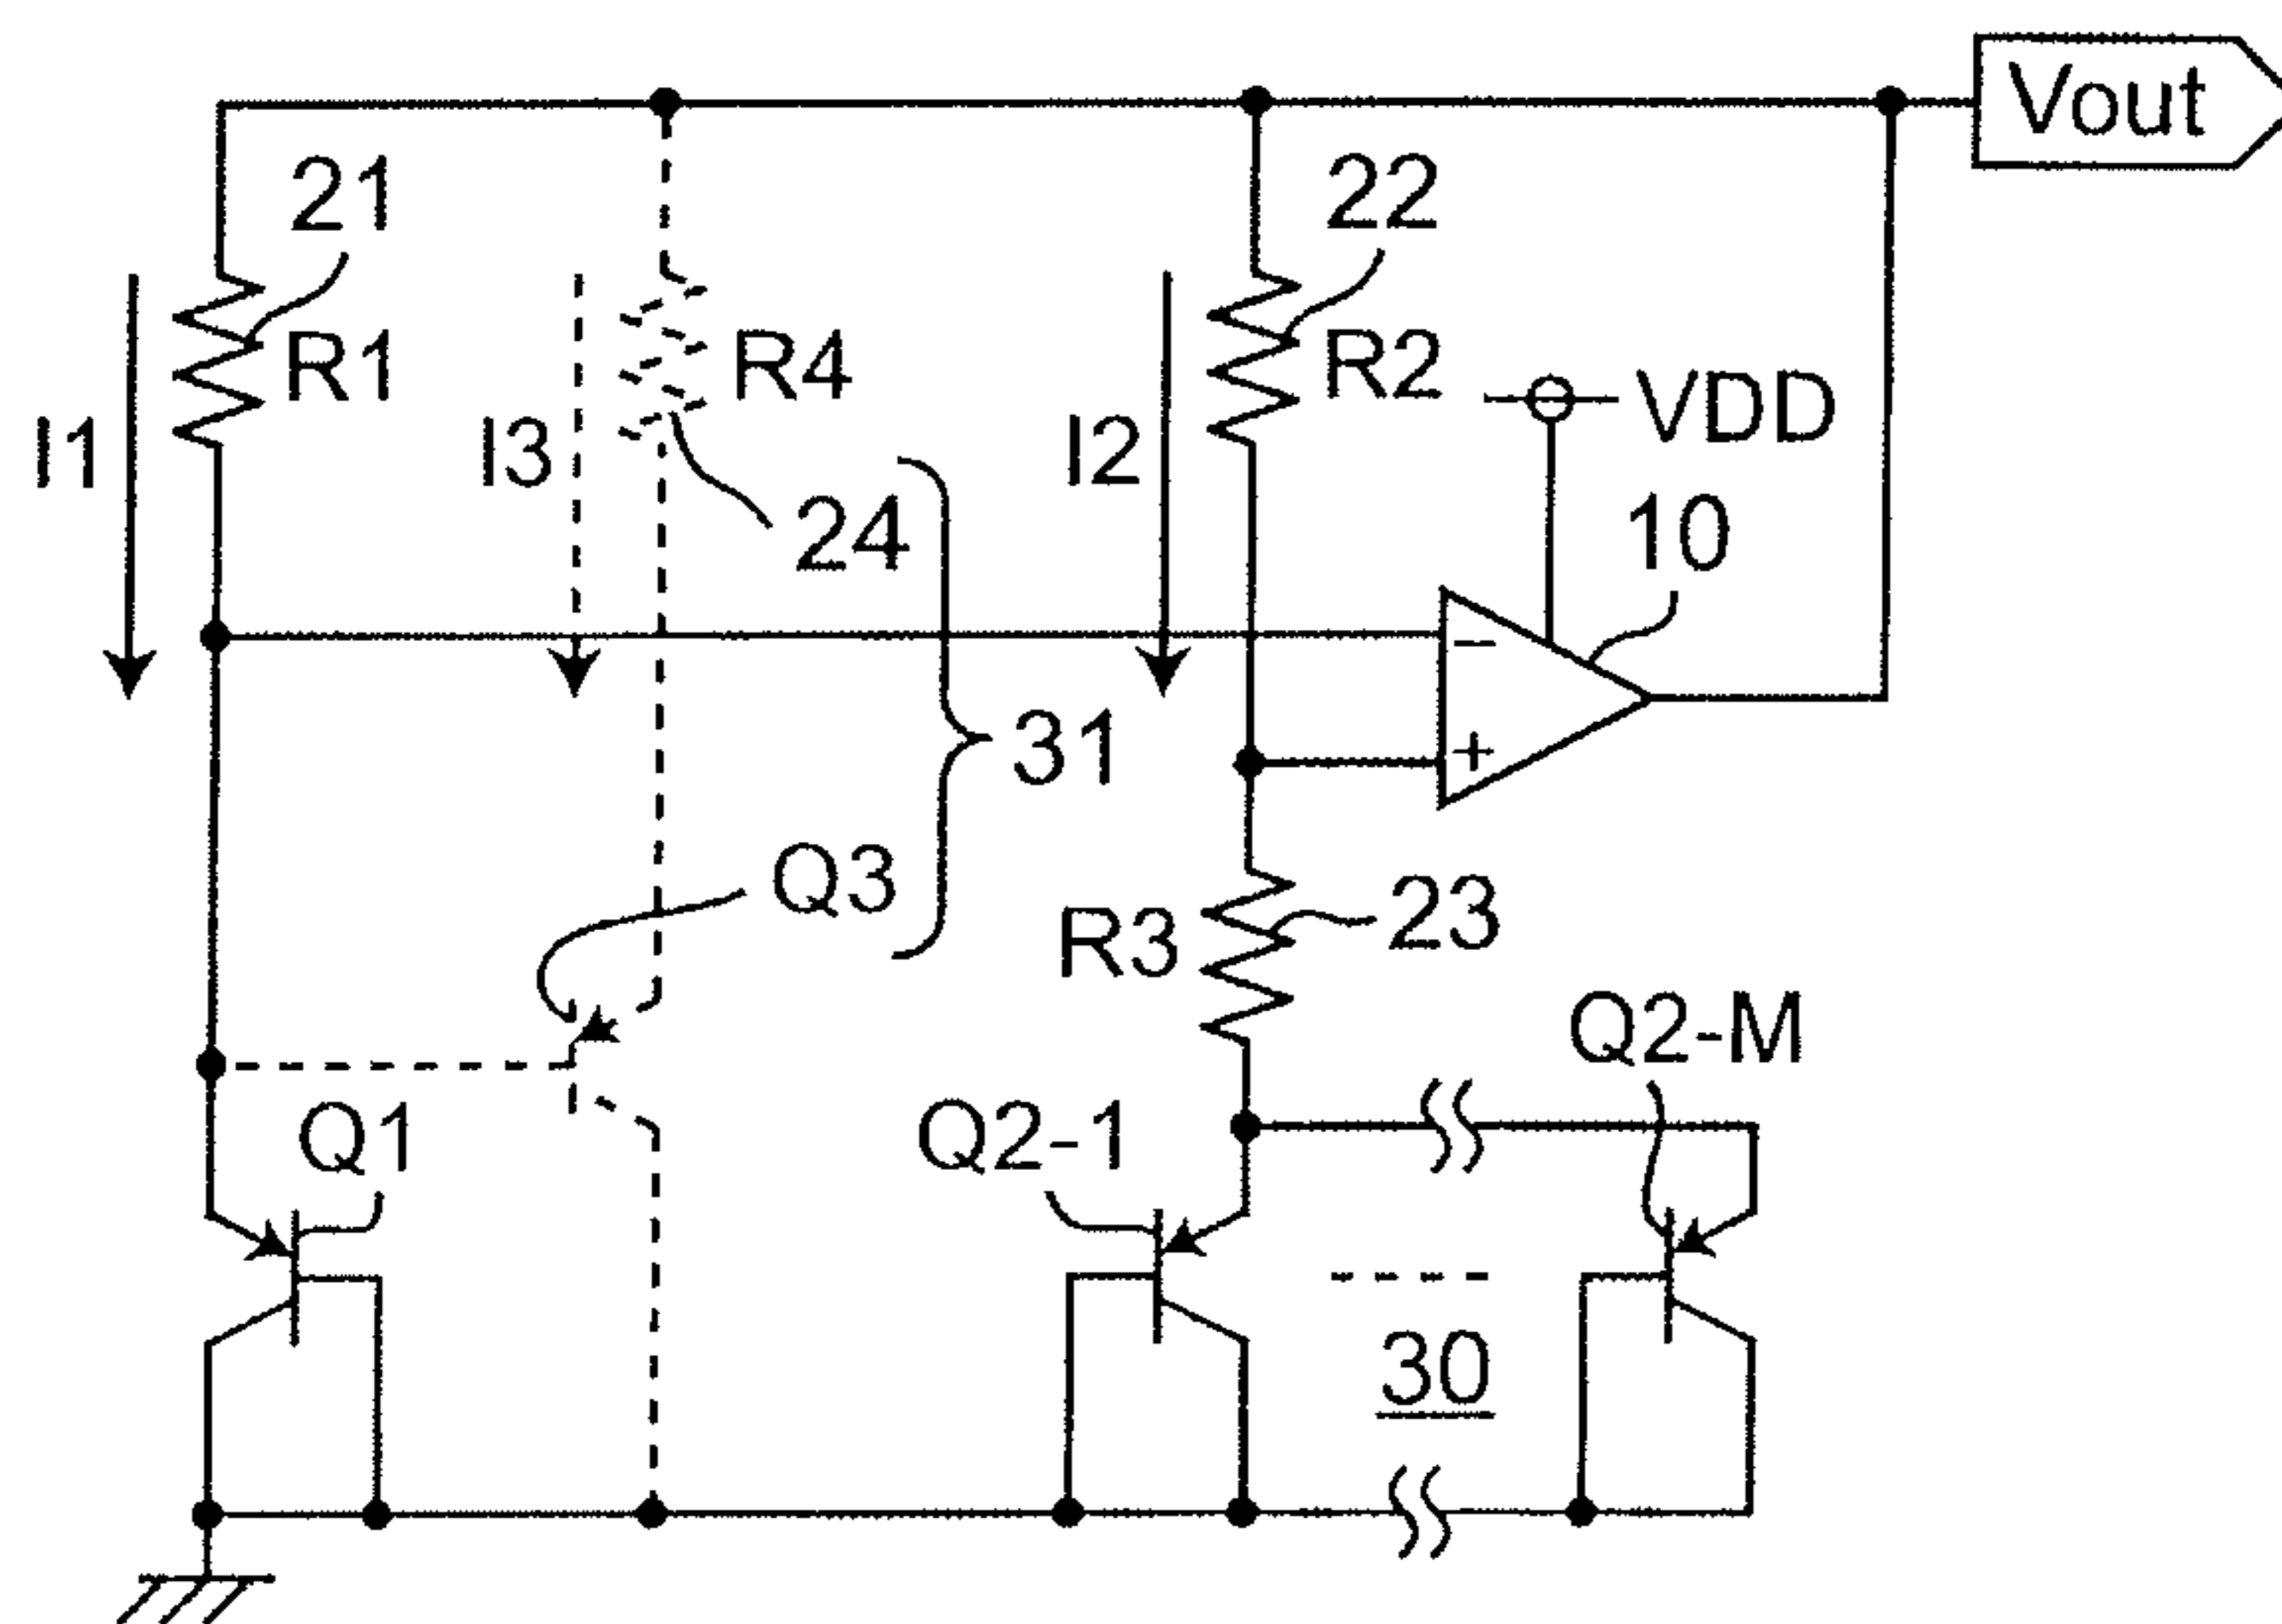 Vout
21
22
R1
R4
R2
VDD
I1
I3
I2
24
10
−
31
+
Q3
R3
23
Q2-M
Q1
Q2-1
30